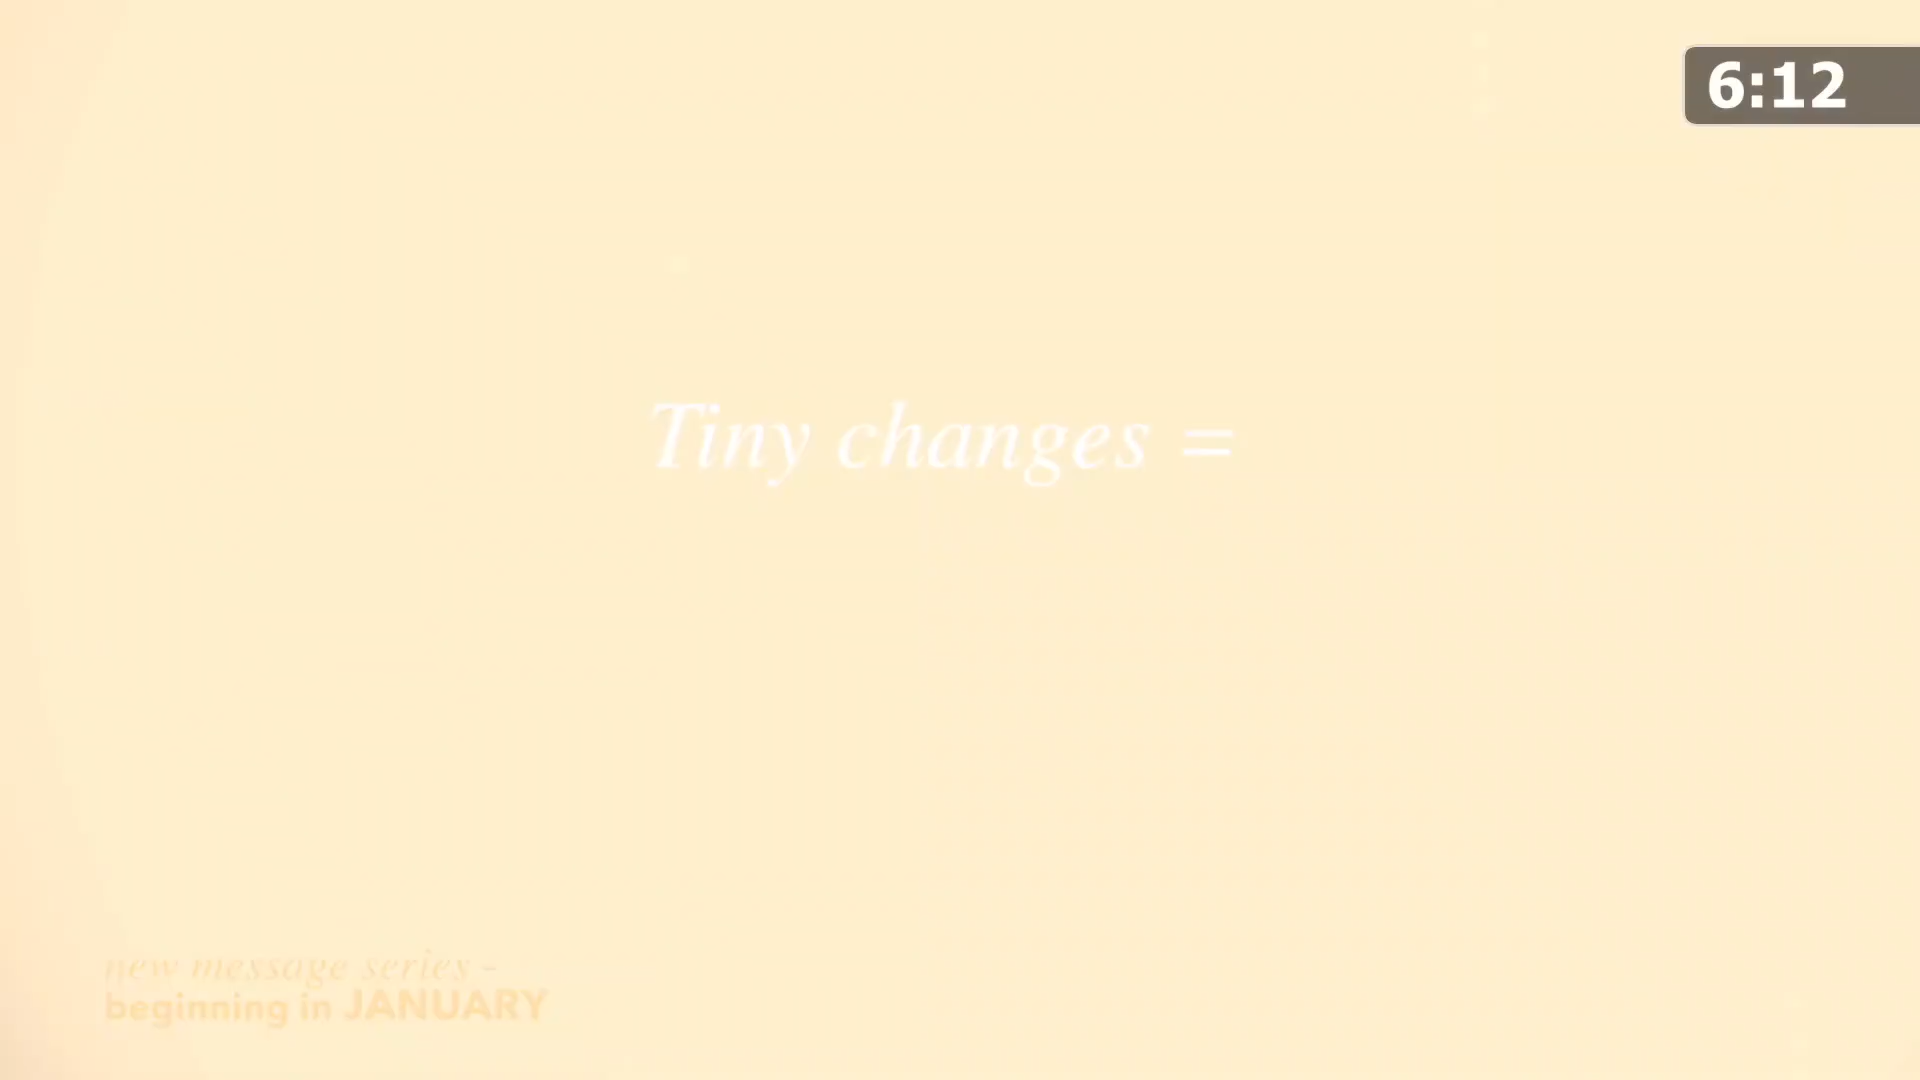 6:12
Tiny changes =
new message series -
beginning in JANUARY